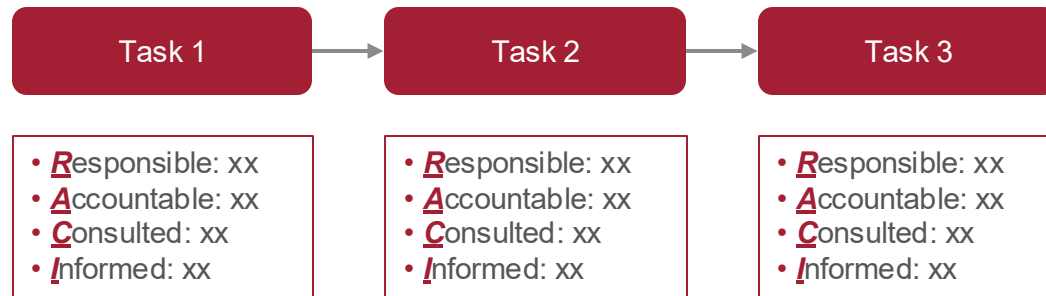 Task 1
Task 2
Task 3
• Responsible: xx
• Accountable: xx
• Consulted: xx
• Informed: xx
• Responsible: xx
• Accountable: xx
• Consulted: xx
• Informed: xx
• Responsible: xx
• Accountable: xx
• Consulted: xx
• Informed: xx